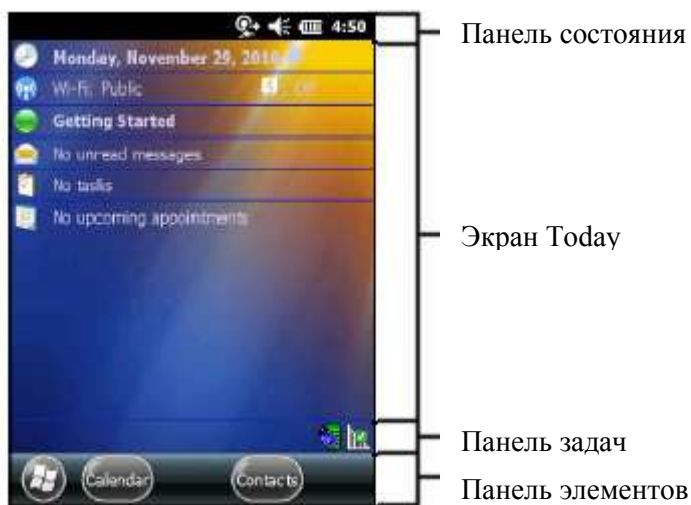 4:50
Панель состояния
Monday, November 29, 2010
Wi-Fi: Public
Getting Started
No unread messages
No tasks
No upcoming appointments
Экран Today
Панель задач
Calendar
Contacts
Панель элементов